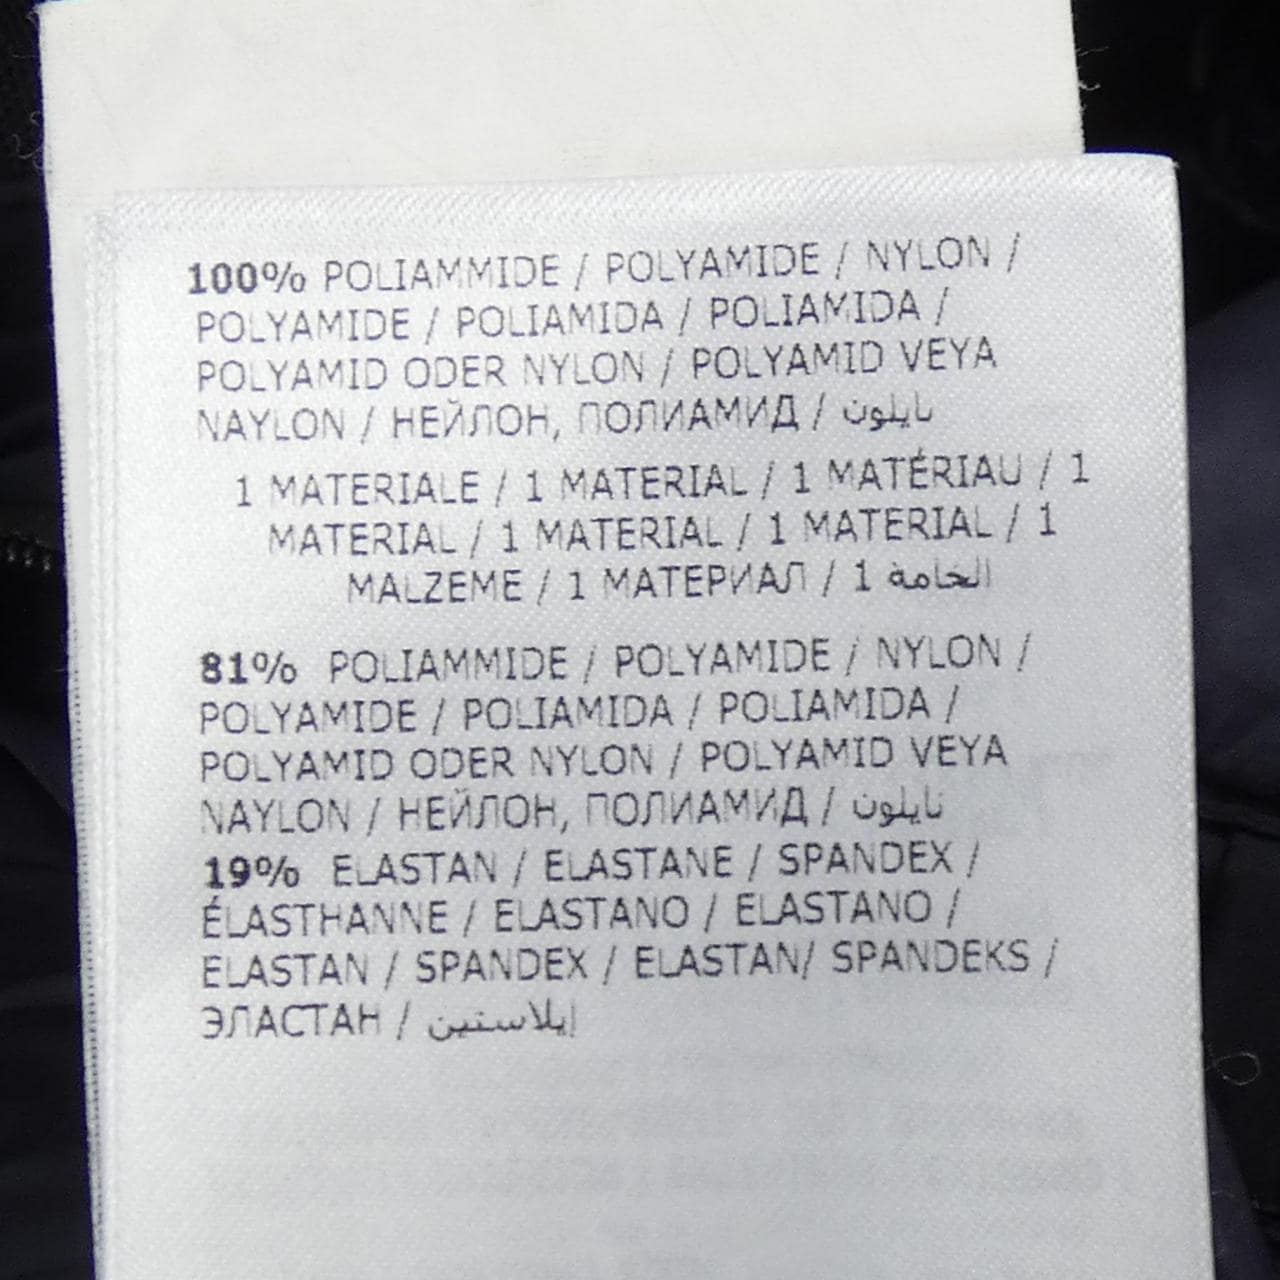 100% POLIAMMIDE / POLYAMIDE / NYLON /
POLYAMIDE / POLIAMIDA / POLIAMIDA /
POLYAMID ODER NYLON / POLYAMID VEYA
NAYLON / НЕЙЛОН, ПОЛИАМИД / نايلون
1 MATERIALE / 1 MATERIAL / 1 MATÉRIAU / 1
MATERIAL / 1 MATERIAL / 1 MATERIAL / 1
MALZEME / 1 МАТЕРИАЛ / 1 الخامة
81% POLIAMMIDE / POLYAMIDE / NYLON /
POLYAMIDE / POLIAMIDA / POLIAMIDA /
POLYAMID ODER NYLON / POLYAMID VEYA
NAYLON / НЕЙЛОН, ПОЛИАМИД / نايلون
19% ELASTAN / ELASTANE / SPANDEX /
ÉLASTHANNE / ELASTANO / ELASTANO /
ELASTAN / SPANDEX / ELASTAN/ SPANDEKS /
ЭЛАСТАН / إيلاستين